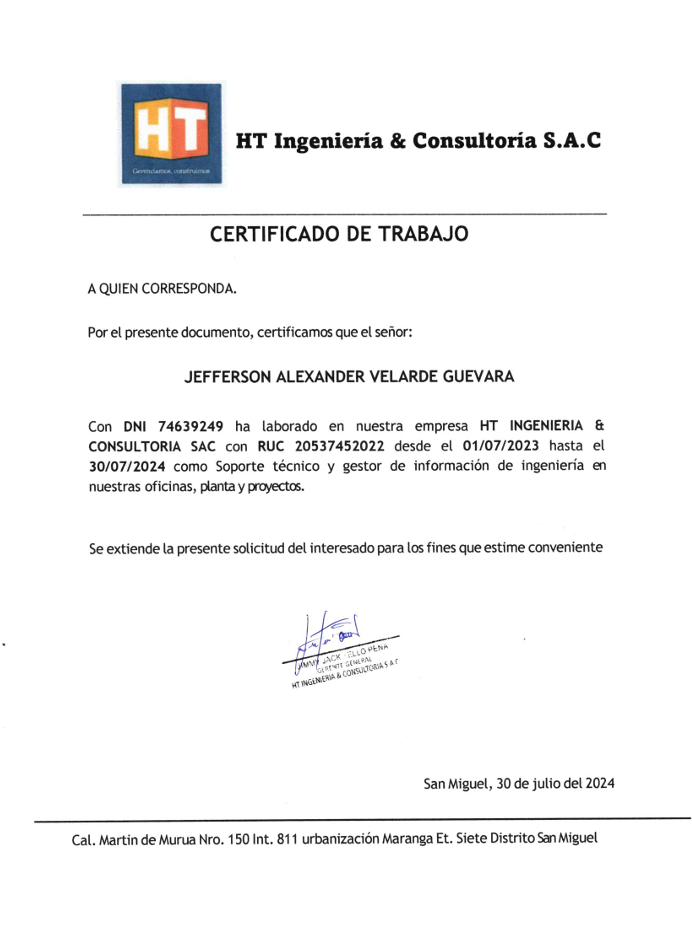 HT
Gerenciamos, construimos
HT Ingeniería & Consultoría S.A.C
CERTIFICADO DE TRABAJO
A QUIEN CORRESPONDA.
Por el presente documento, certificamos que el señor:
JEFFERSON ALEXANDER VELARDE GUEVARA
Con DNI 74639249 ha laborado en nuestra empresa HT INGENIERIA &
CONSULTORIA SAC con RUC 20537452022 desde el 01/07/2023 hasta el
30/07/2024 como Soporte técnico y gestor de información de ingeniería en
nuestras oficinas, planta y proyectos.
Se extiende la presente solicitud del interesado para los fines que estime conveniente
JACK PEÑA
GERENTE GENERAL
HT INGENIERIA & CONSULTORIA S A C
San Miguel, 30 de julio del 2024
Cal. Martin de Murua Nro. 150 Int. 811 urbanización Maranga Et. Siete Distrito San Miguel